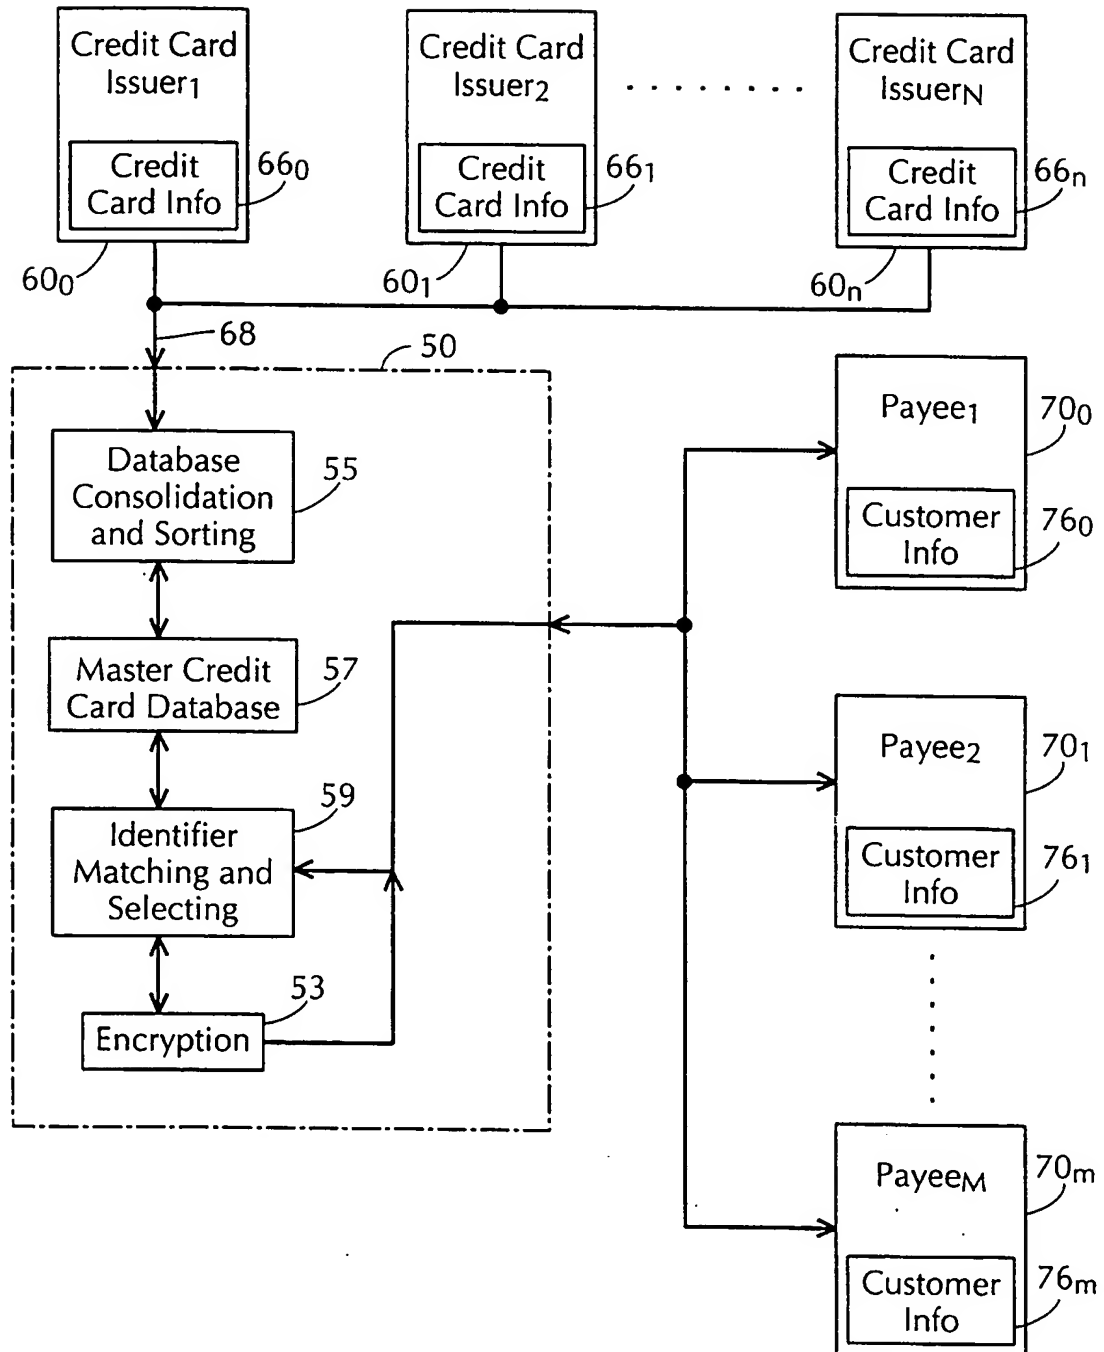 Credit Card
Issuer1
Credit
Card Info
660
600
Credit Card
Issuer2
Credit
Card Info
661
601
. . . . . . . . .
Credit Card
IssuerN
Credit
Card Info
66n
60n
68
50
Database
Consolidation
and Sorting
55
Master Credit
Card Database
57
Identifier
Matching and
Selecting
59
Encryption
53
Payee1
700
Customer
Info
760
Payee2
701
Customer
Info
761
PayeeM
70m
Customer
Info
76m